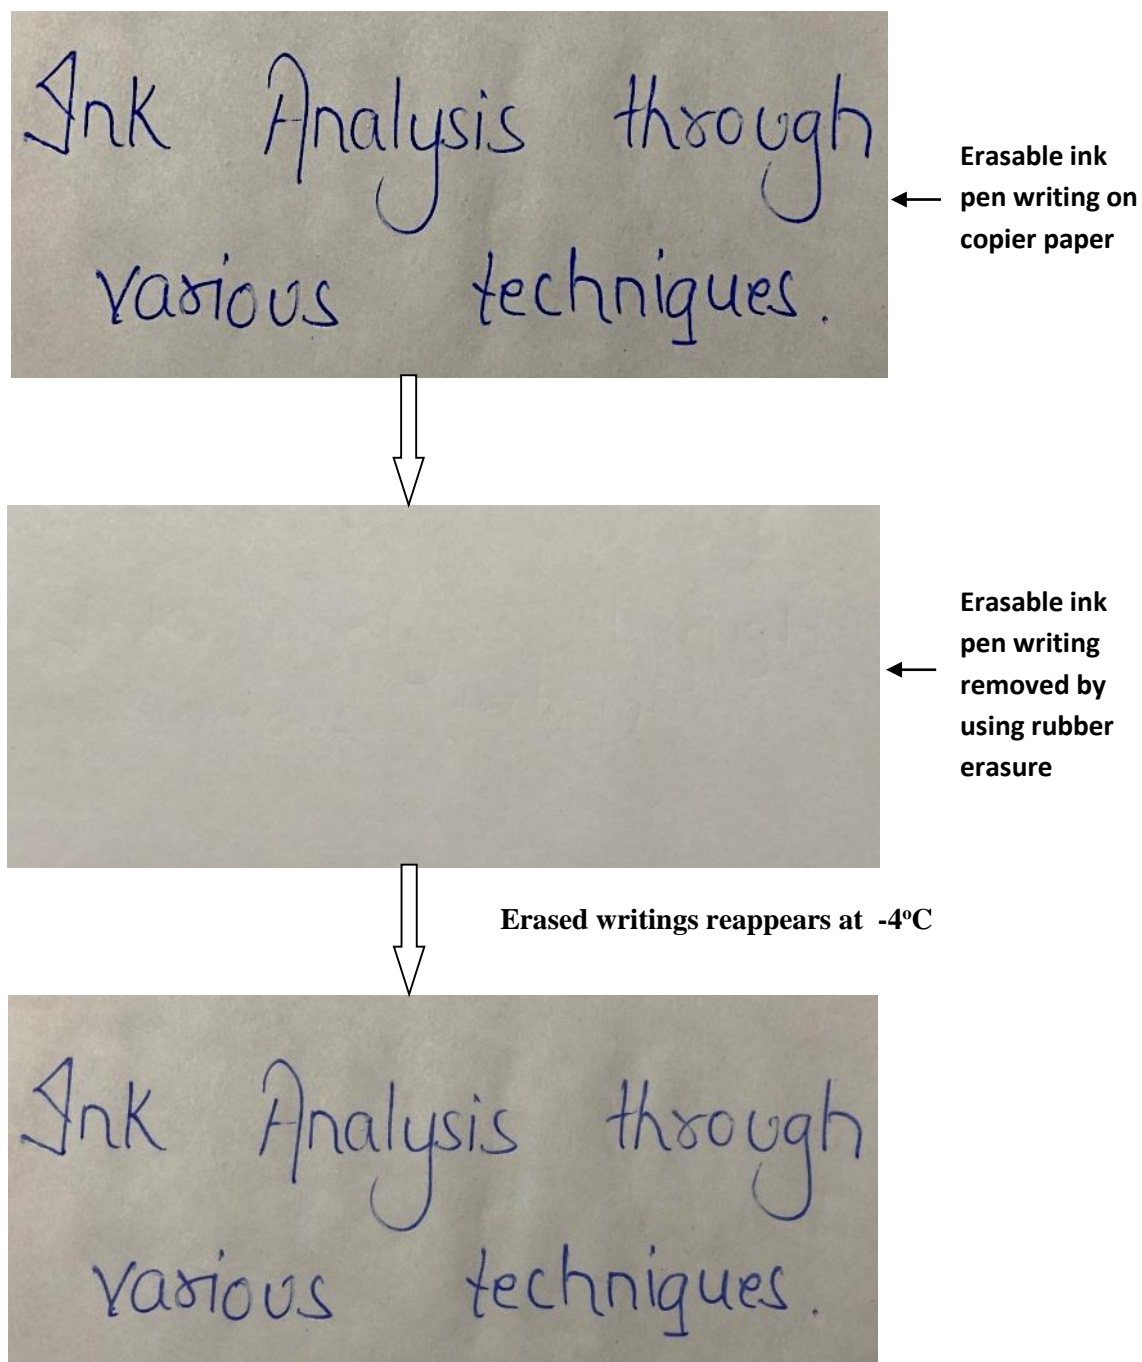 Ink Analysis through
various techniques.
Erasable ink
pen writing on
copier paper
Erasable ink
pen writing
removed by
using rubber
erasure
Erased writings reappears at -4°C
Ink Analysis through
various techniques.